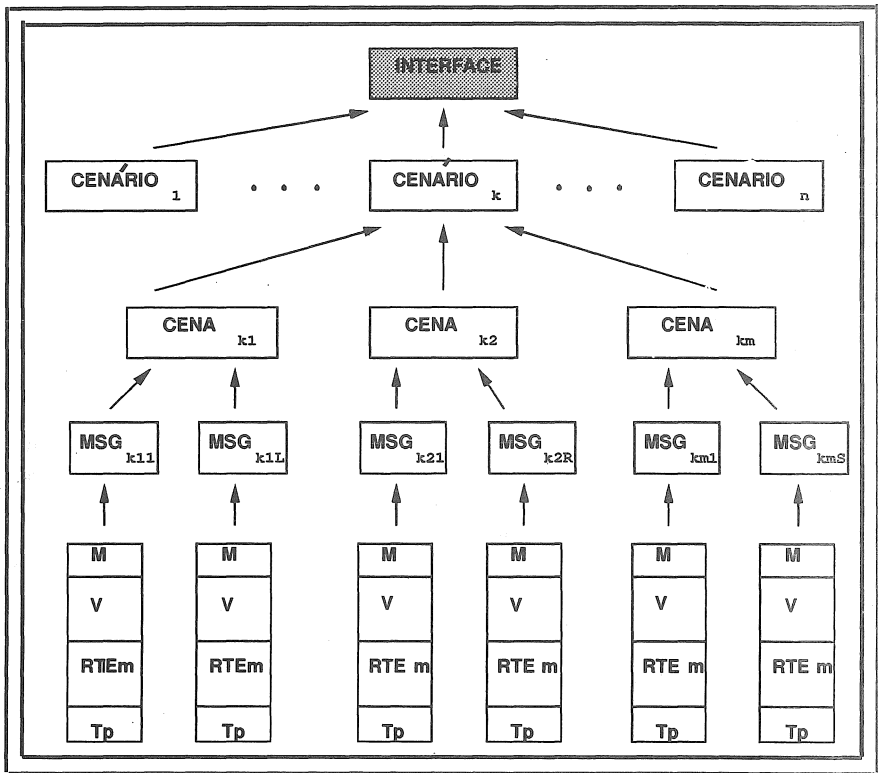 INTERFACE
CENÁRIO 1 . . . CENÁRIO k . . . CENARIO n
CENA k1 CENA k2 CENA km
MSG k11 MSG k1L MSG k21 MSG k2R MSG km1 MSG kmS
M M M M M M
V V V V V V
RTEm RTEm RTE m RTE m RTE m RTE m
Tp Tp Tp Tp Tp Tp